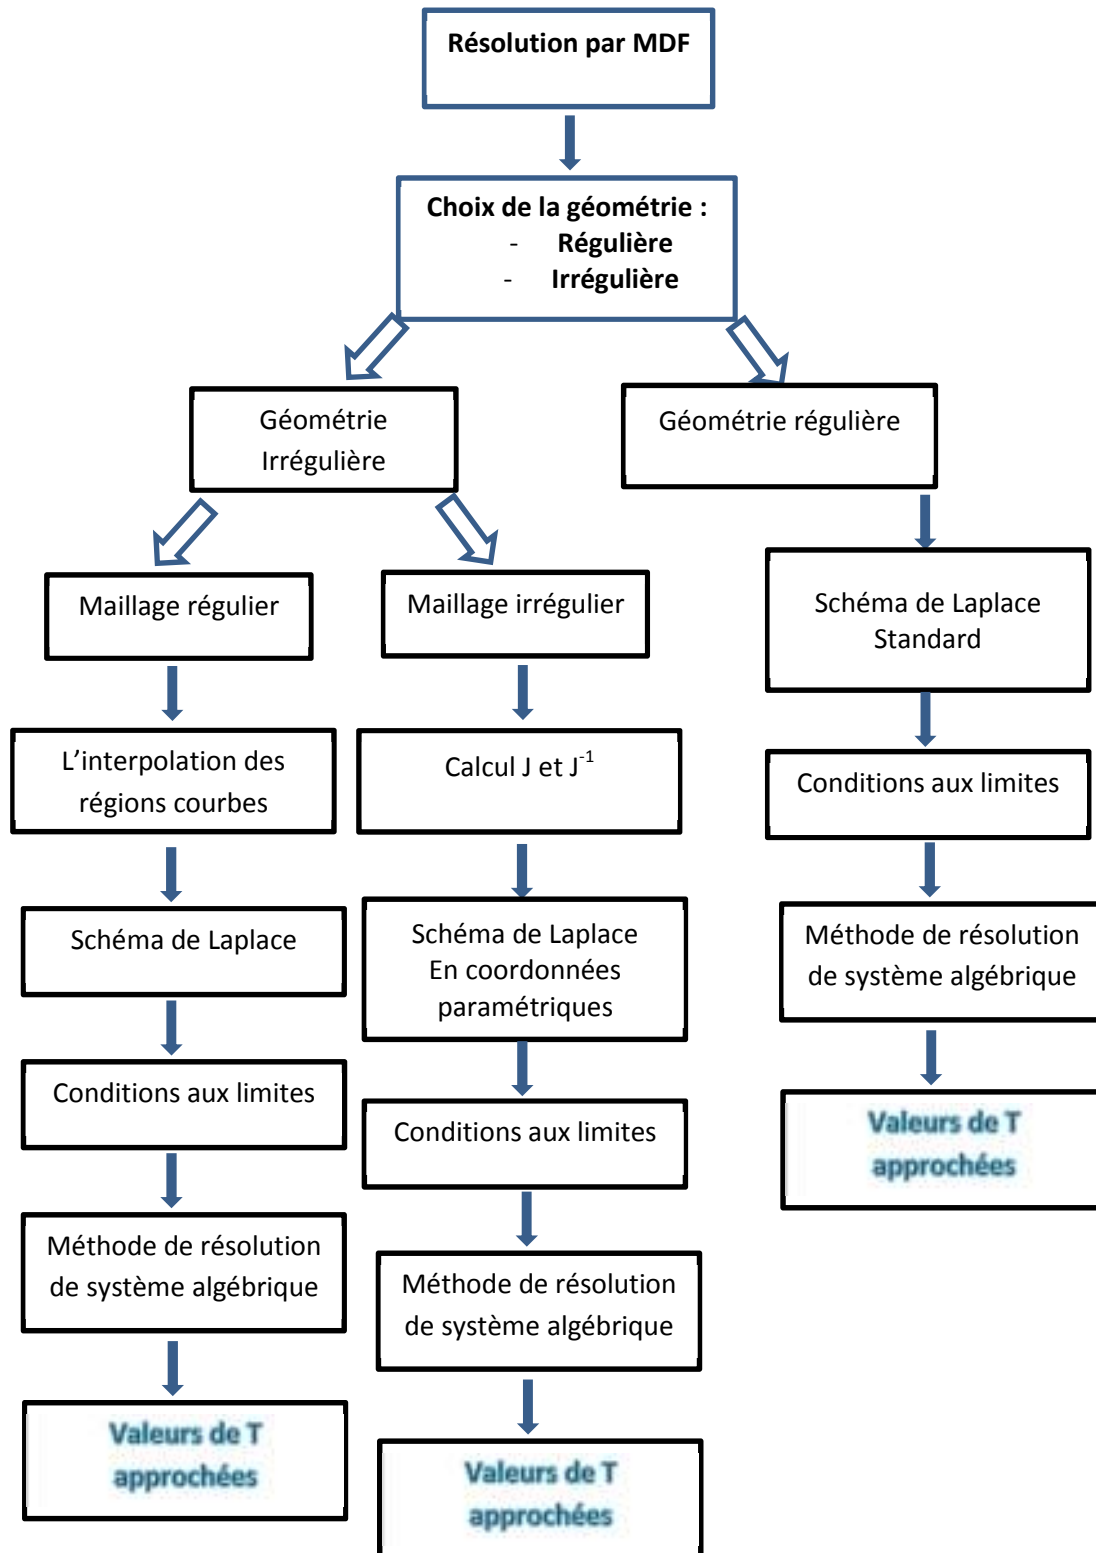 Résolution par MDF
Choix de la géométrie :
- Régulière
- Irrégulière
Géométrie
Irrégulière
Géométrie régulière
Maillage régulier
Maillage irrégulier
Schéma de Laplace
Standard
L’interpolation des
régions courbes
Calcul J et J-1
Conditions aux limites
Schéma de Laplace
Schéma de Laplace
En coordonnées
paramétriques
Méthode de résolution
de système algébrique
Conditions aux limites
Conditions aux limites
Valeurs de T
approchées
Méthode de résolution
de système algébrique
Méthode de résolution
de système algébrique
Valeurs de T
approchées
Valeurs de T
approchées